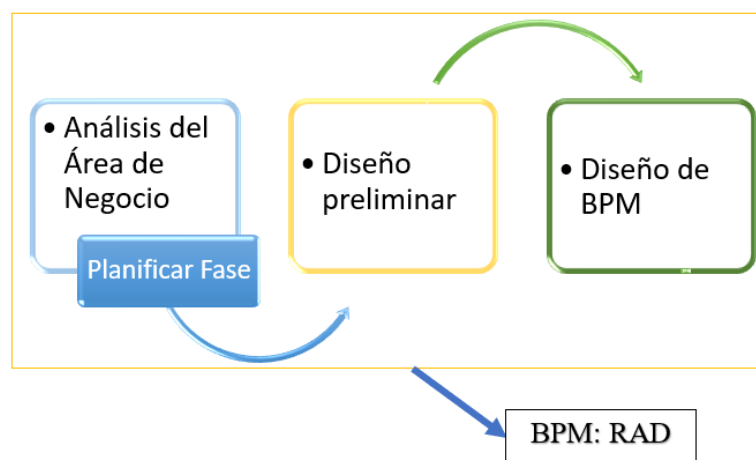 • Análisis del
Área de
Negocio
Planificar Fase
• Diseño
preliminar
• Diseño de
BPM
BPM: RAD